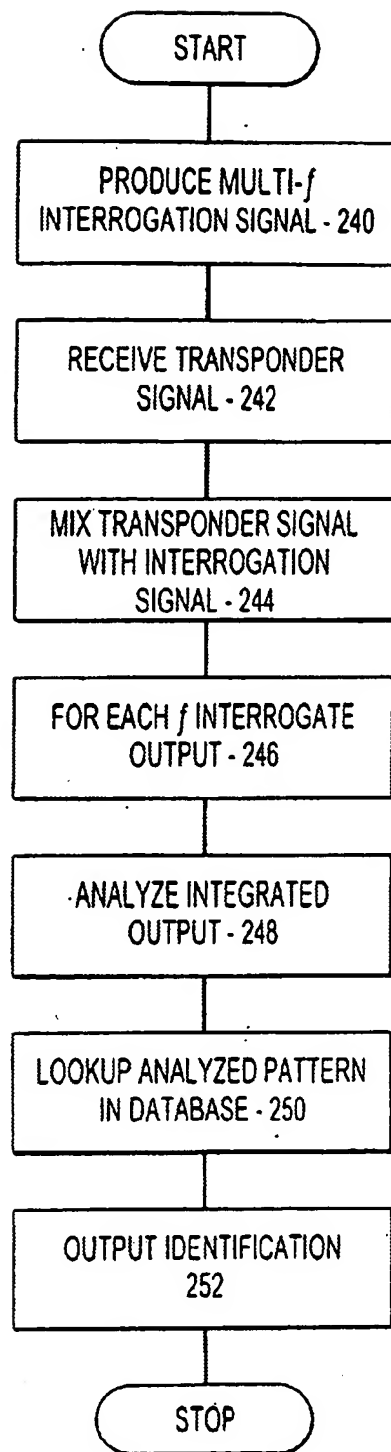 START
PRODUCE MULTI-f
INTERROGATION SIGNAL - 240
RECEIVE TRANSPONDER
SIGNAL - 242
MIX TRANSPONDER SIGNAL
WITH INTERROGATION
SIGNAL - 244
FOR EACH f INTERROGATE
OUTPUT - 246
ANALYZE INTEGRATED
OUTPUT - 248
LOOKUP ANALYZED PATTERN
IN DATABASE - 250
OUTPUT IDENTIFICATION
252
STOP